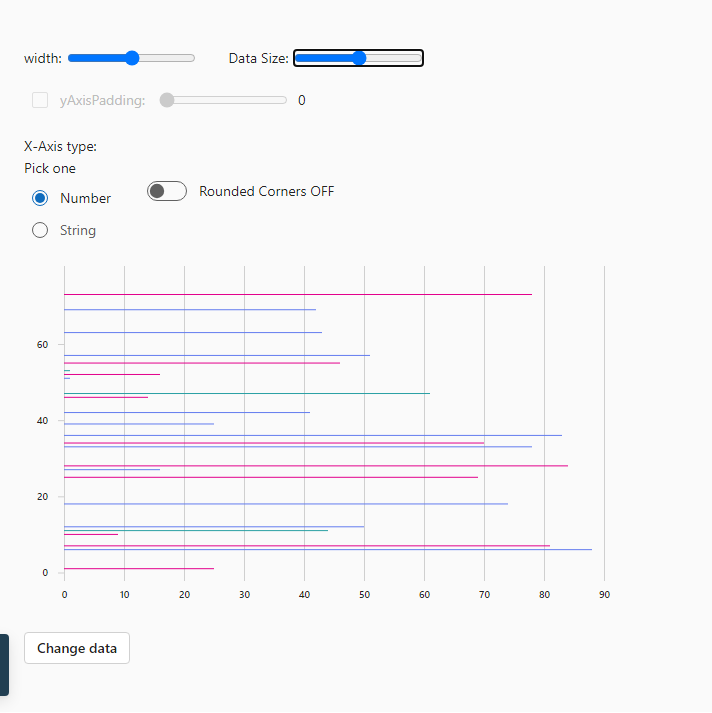 width: Data Size:
yAxisPadding: 0
X-Axis type:
Pick one
Number
Rounded Corners OFF
String
60
40
20
0
0 10 20 30 40 50 60 70 80 90
Change data